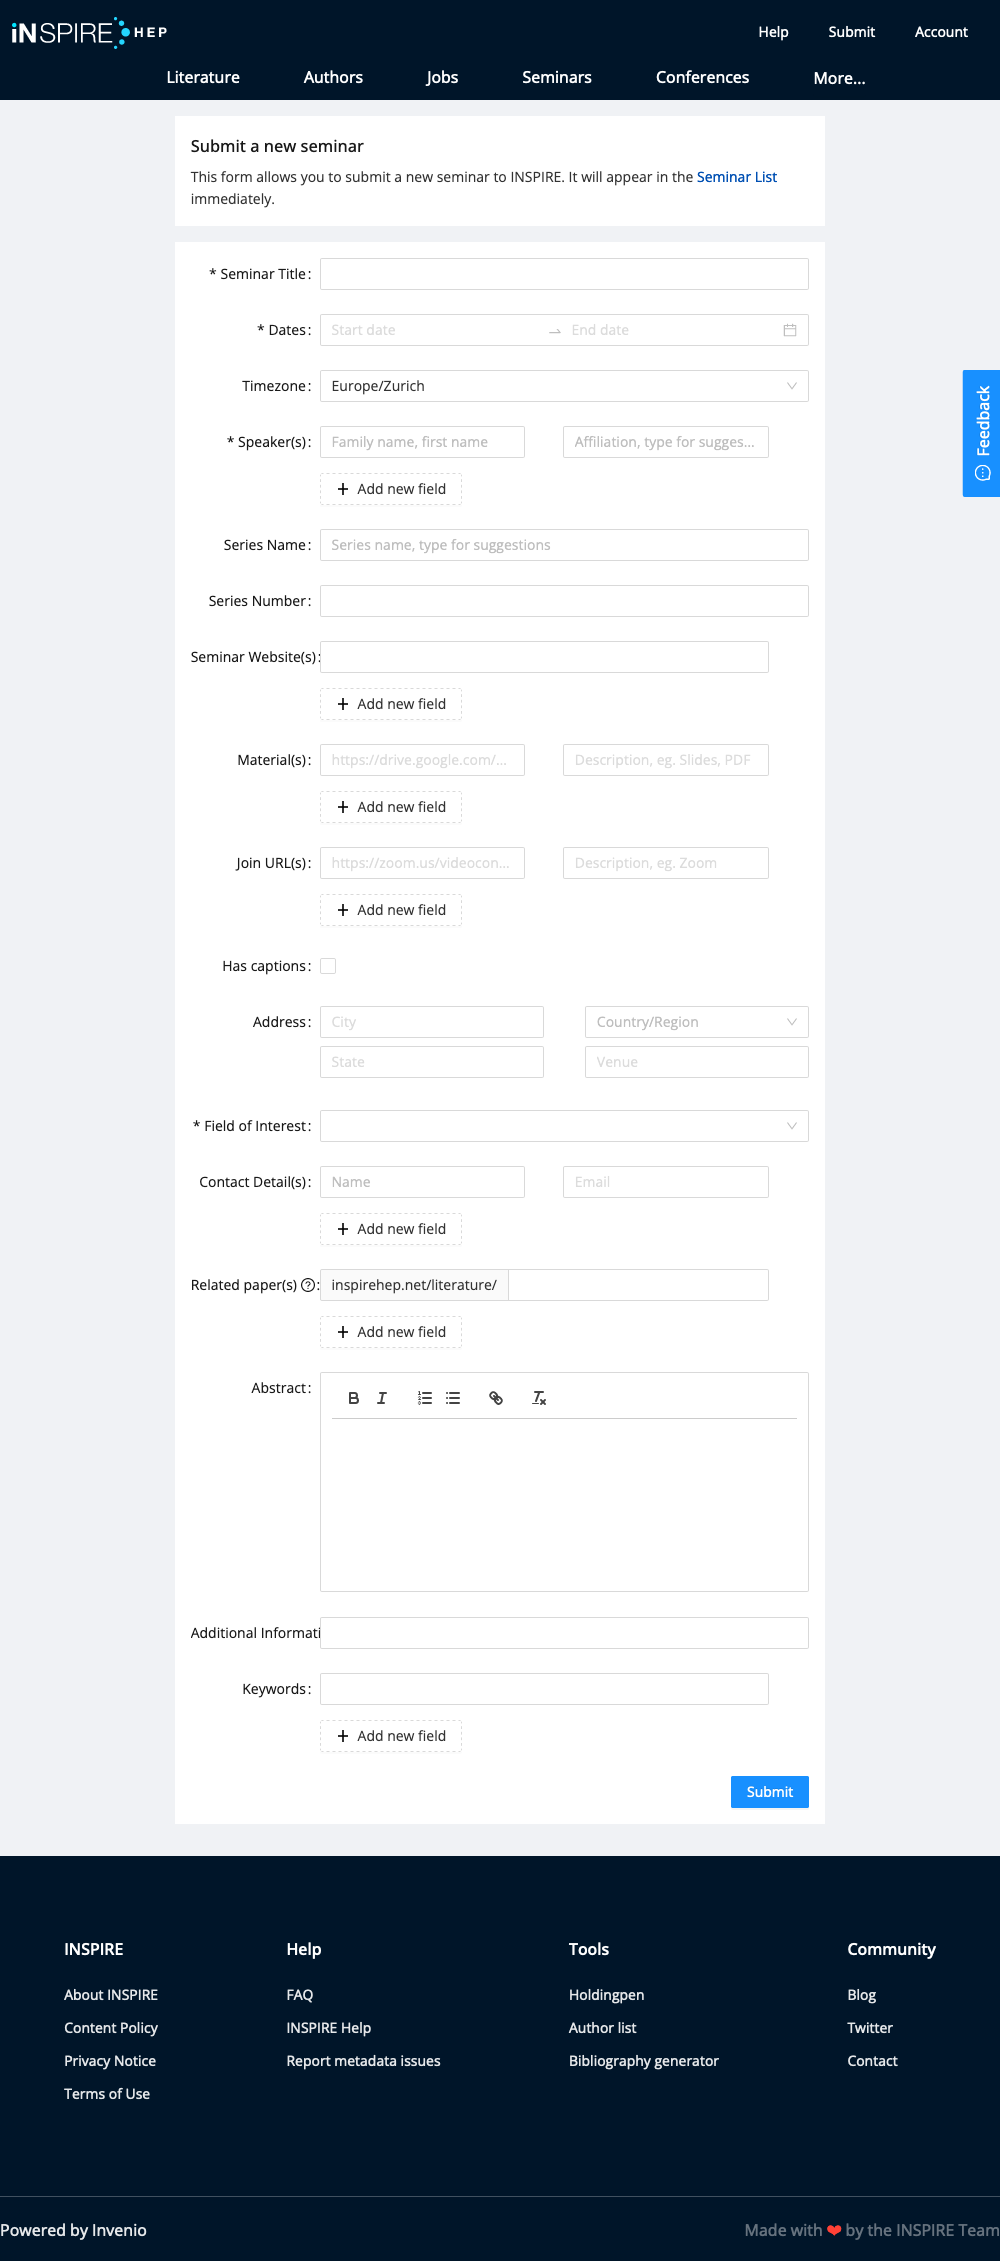 iNSPIRE HEP
Help Submit Account
Literature Authors Jobs Seminars Conferences More...
Submit a new seminar
This form allows you to submit a new seminar to INSPIRE. It will appear in the Seminar List
immediately.
* Seminar Title:
* Dates: Start date End date
Timezone: Europe/Zurich
* Speaker(s): Family name, first name Affiliation, type for sugges...
Add new field
Series Name: Series name, type for suggestions
Series Number:
Seminar Website(s):
Add new field
Material(s): https://drive.google.com/... Description, eg. Slides, PDF
Add new field
Join URL(s): https://zoom.us/videocon... Description, eg. Zoom
Add new field
Has captions:
Address: City Country/Region
State Venue
* Field of Interest:
Contact Detail(s): Name Email
Add new field
Related paper(s) ?: inspirehep.net/literature/
Add new field
Abstract:
Additional Informati
Keywords:
Add new field
Submit
Feedback
INSPIRE Help Tools Community
About INSPIRE FAQ Holdingpen Blog
Content Policy INSPIRE Help Author list Twitter
Privacy Notice Report metadata issues Bibliography generator Contact
Terms of Use
Powered by Invenio Made with ❤ by the INSPIRE Team